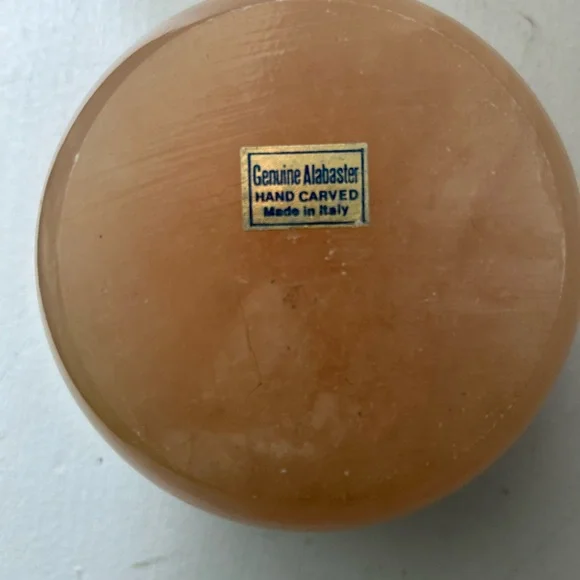 Genuine Alabaster
HAND CARVED
Made in Italy